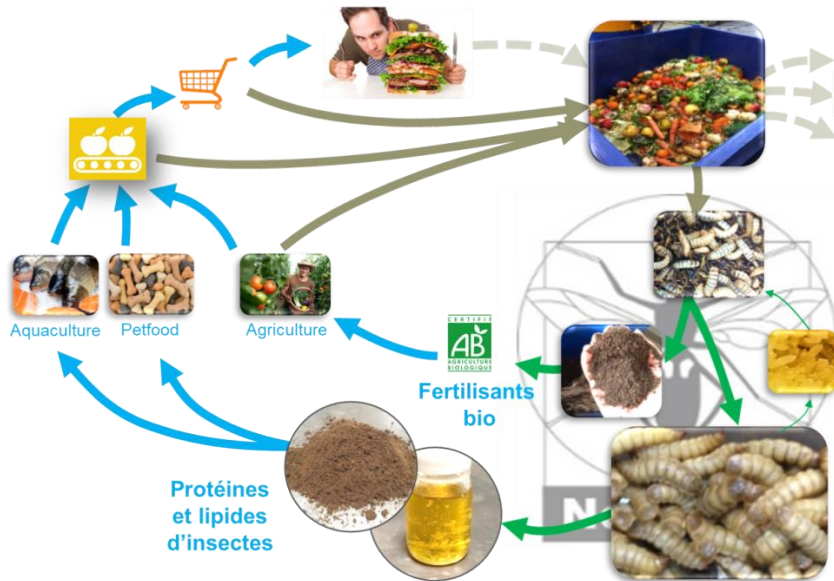 Aquaculture
Petfood
Agriculture
CERTIFIÉ
AB
AGRICULTURE
BIOLOGIQUE
Fertilisants
bio
Protéines
et lipides
d'insectes